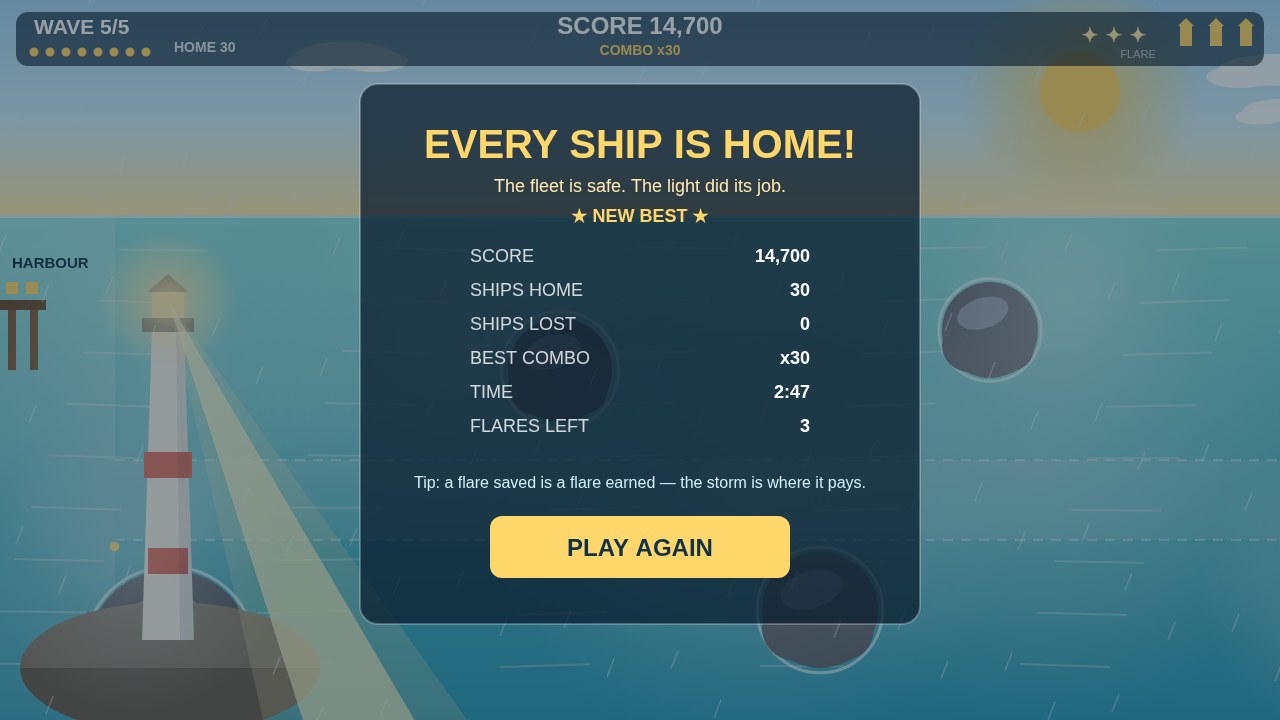 WAVE 5/5
HOME 30
SCORE 14,700
COMBO x30
FLARE
EVERY SHIP IS HOME!
The fleet is safe. The light did its job.
★ NEW BEST ★
HARBOUR
SCORE 14,700
SHIPS HOME 30
SHIPS LOST 0
BEST COMBO x30
TIME 2:47
FLARES LEFT 3
Tip: a flare saved is a flare earned — the storm is where it pays.
PLAY AGAIN